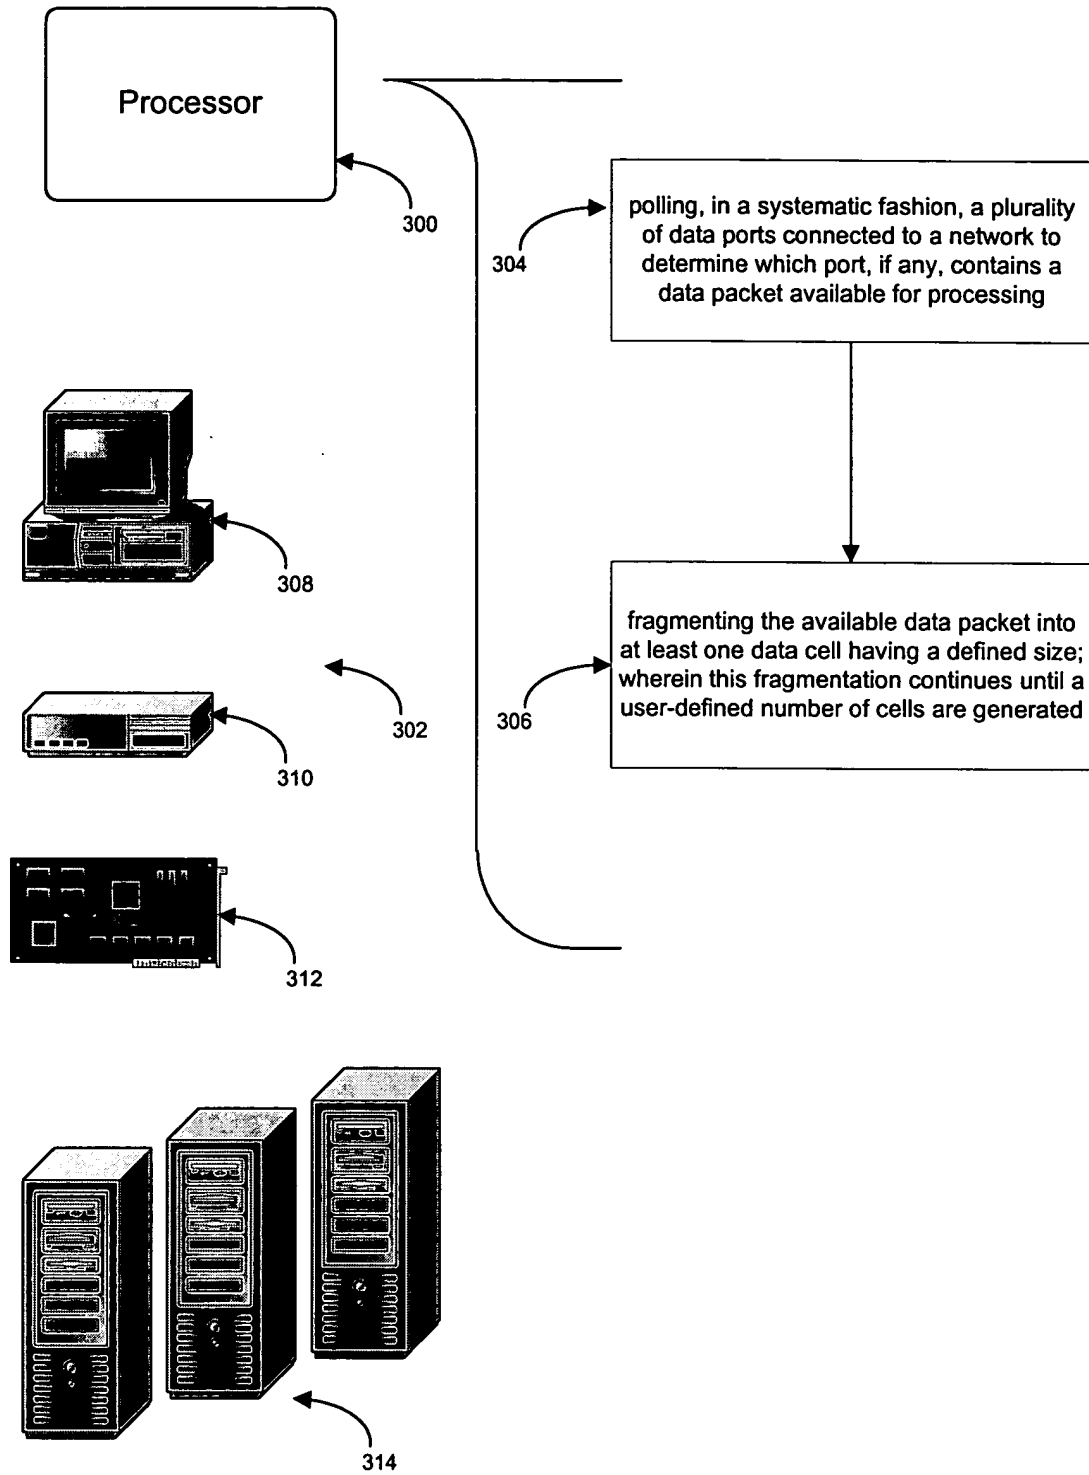 Processor
300
304
polling, in a systematic fashion, a plurality
of data ports connected to a network to
determine which port, if any, contains a
data packet available for processing
308
302
306
fragmenting the available data packet into
at least one data cell having a defined size;
wherein this fragmentation continues until a
user-defined number of cells are generated
310
312
314